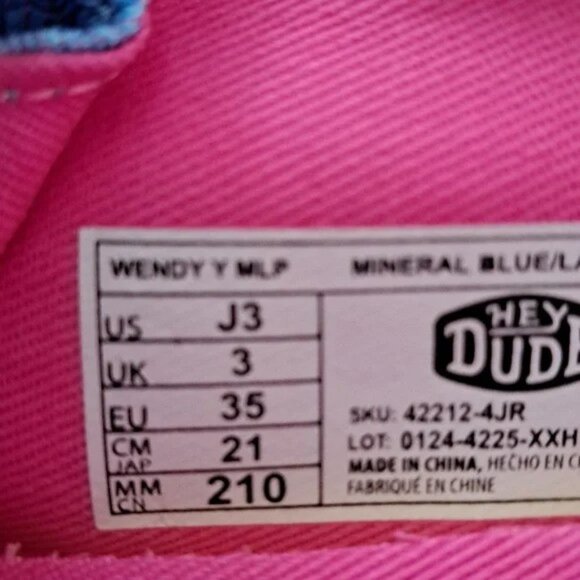 WENDY Y MLP MINERAL BLUE/LA
US J3
UK 3
EU 35
CM JAP 21
MM CN 210
HEY
DUDE
SKU: 42212-4JR
LOT: 0124-4225-XXH
MADE IN CHINA, HECHO EN C
FABRIQUÉ EN CHINE